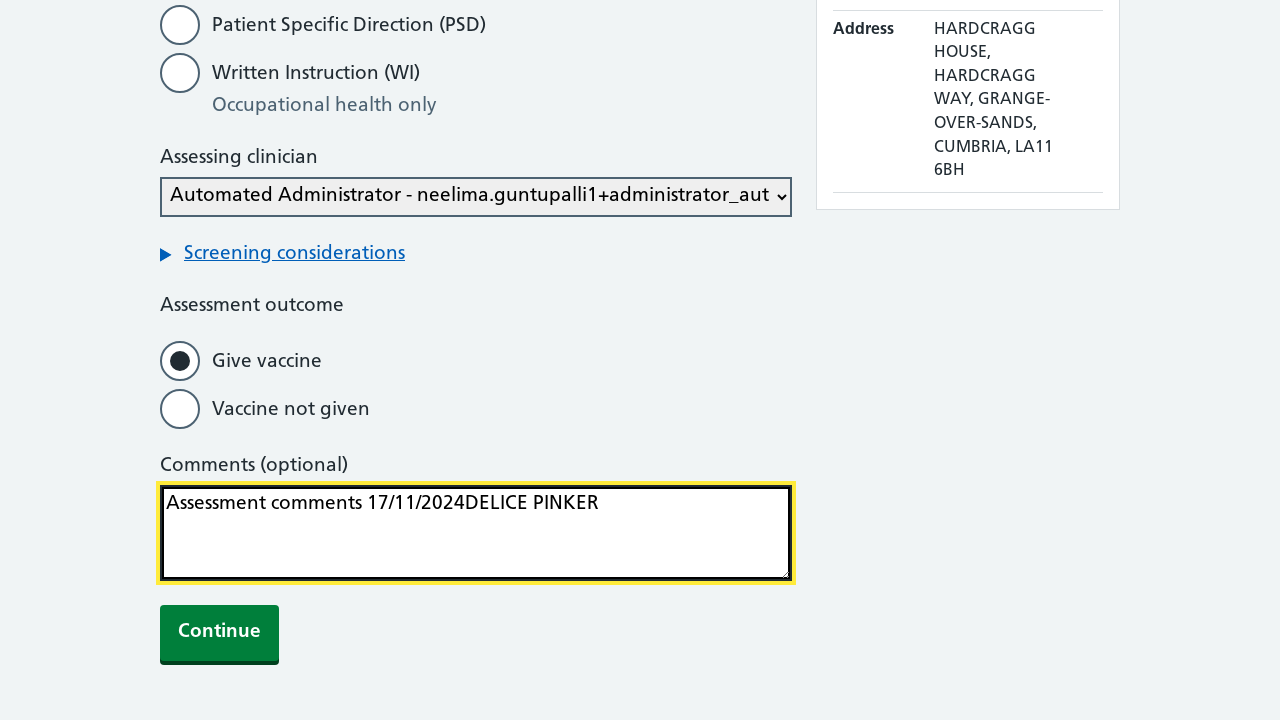 Patient Specific Direction (PSD)
Written Instruction (WI)
Occupational health only
Assessing clinician
Automated Administrator - neelima.guntupalli1+administrator_aut
Screening considerations
Assessment outcome
Give vaccine
Vaccine not given
Comments (optional)
Assessment comments 17/11/2024DELICE PINKER
Continue
Address
HARDCRAGG
HOUSE,
HARDCRAGG
WAY, GRANGE-
OVER-SANDS,
CUMBRIA, LA11
6BH